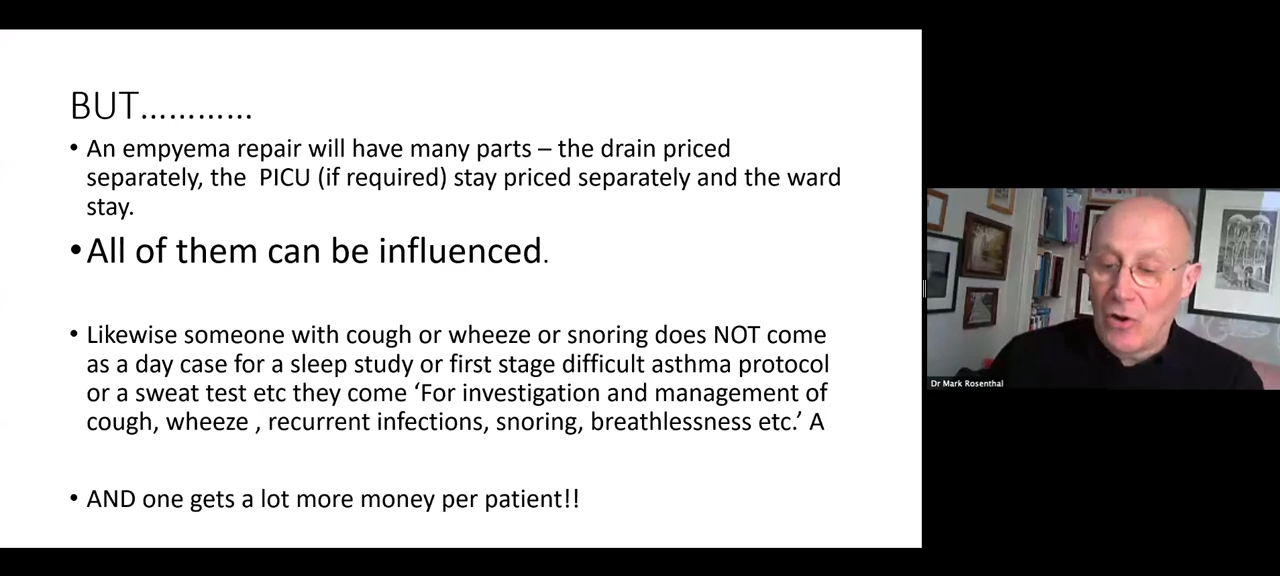 BUT…………
• An empyema repair will have many parts – the drain priced
separately, the  PICU (if required) stay priced separately and the ward
stay.
• All of them can be influenced.
• Likewise someone with cough or wheeze or snoring does NOT come
as a day case for a sleep study or first stage difficult asthma protocol
or a sweat test etc they come ‘For investigation and management of
cough, wheeze , recurrent infections, snoring, breathlessness etc.’ A
• AND one gets a lot more money per patient!!
Dr Mark Rosenthal